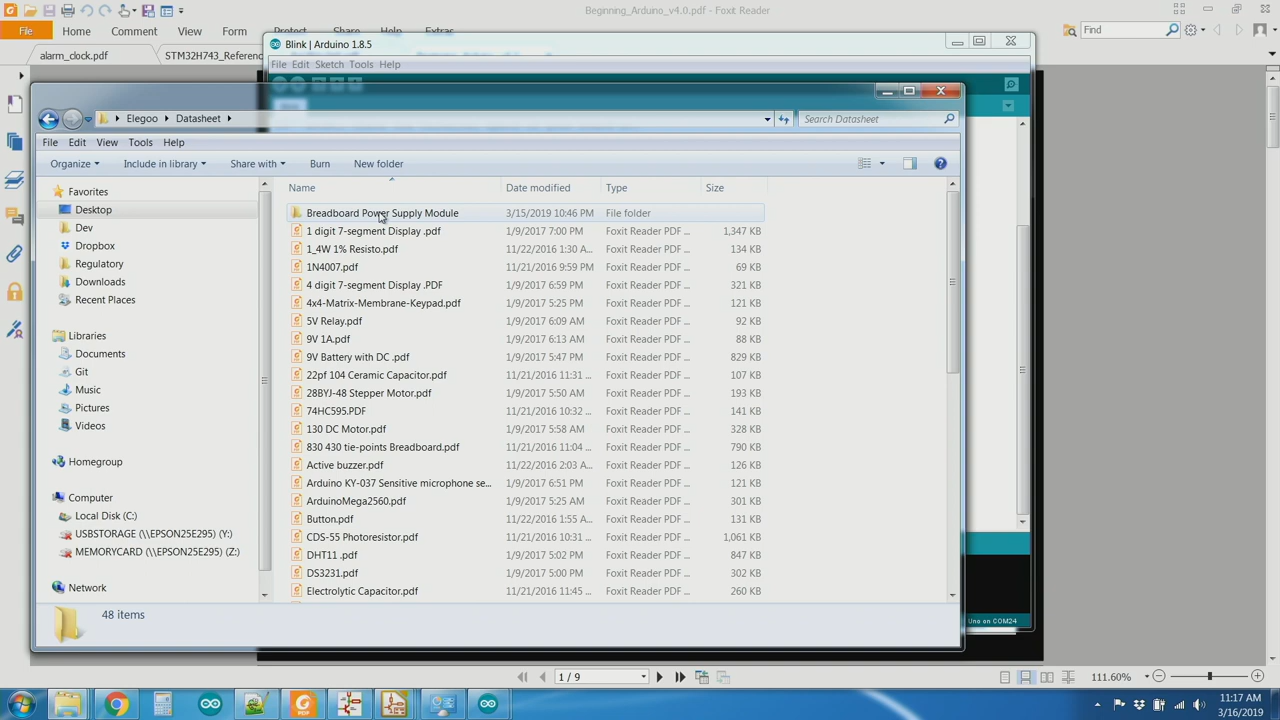 Beginning_Arduino_v4.0.pdf - Foxit Reader
File Home Comment View Form Protect Share Help Extras Find
alarm_clock.pdf STM32H743_Referenc
Blink | Arduino 1.8.5
File Edit Sketch Tools Help
Elegoo Datasheet Search Datasheet
File Edit View Tools Help
Organize Include in library Share with Burn New folder
Name Date modified Type Size
Favorites
Desktop
Dev
Dropbox
Regulatory
Downloads
Recent Places
Libraries
Documents
Git
Music
Pictures
Videos
Homegroup
Computer
Local Disk (C:)
USBSTORAGE (\\EPSON25E295) (Y:)
MEMORYCARD (\\EPSON25E295) (Z:)
Network
Breadboard Power Supply Module 3/15/2019 10:46 PM File folder
1 digit 7-segment Display .pdf 1/9/2017 7:00 PM Foxit Reader PDF ... 1,347 KB
1_4W 1% Resisto.pdf 11/22/2016 1:30 A... Foxit Reader PDF ... 134 KB
1N4007.pdf 11/21/2016 9:59 PM Foxit Reader PDF ... 69 KB
4 digit 7-segment Display .PDF 1/9/2017 6:59 PM Foxit Reader PDF ... 321 KB
4x4-Matrix-Membrane-Keypad.pdf 1/9/2017 5:25 PM Foxit Reader PDF ... 121 KB
5V Relay.pdf 1/9/2017 6:09 AM Foxit Reader PDF ... 92 KB
9V 1A.pdf 1/9/2017 6:13 AM Foxit Reader PDF ... 88 KB
9V Battery with DC .pdf 1/9/2017 5:47 PM Foxit Reader PDF ... 829 KB
22pf 104 Ceramic Capacitor.pdf 11/21/2016 11:31 ... Foxit Reader PDF ... 107 KB
28BYJ-48 Stepper Motor.pdf 1/9/2017 5:50 AM Foxit Reader PDF ... 193 KB
74HC595.PDF 11/21/2016 10:32 ... Foxit Reader PDF ... 141 KB
130 DC Motor.pdf 1/9/2017 5:58 AM Foxit Reader PDF ... 328 KB
830 430 tie-points Breadboard.pdf 11/21/2016 11:04 ... Foxit Reader PDF ... 790 KB
Active buzzer.pdf 11/22/2016 2:03 A... Foxit Reader PDF ... 126 KB
Arduino KY-037 Sensitive microphone se... 1/9/2017 6:51 PM Foxit Reader PDF ... 121 KB
ArduinoMega2560.pdf 1/9/2017 5:25 AM Foxit Reader PDF ... 301 KB
Button.pdf 11/22/2016 1:55 A... Foxit Reader PDF ... 131 KB
CDS-55 Photoresistor.pdf 11/21/2016 10:31 ... Foxit Reader PDF ... 1,061 KB
DHT11 .pdf 1/9/2017 5:02 PM Foxit Reader PDF ... 847 KB
DS3231.pdf 1/9/2017 5:00 PM Foxit Reader PDF ... 302 KB
Electrolytic Capacitor.pdf 11/21/2016 11:45 ... Foxit Reader PDF ... 260 KB
48 items
Uno on COM24
1 / 9 111.60%
11:17 AM
3/16/2019